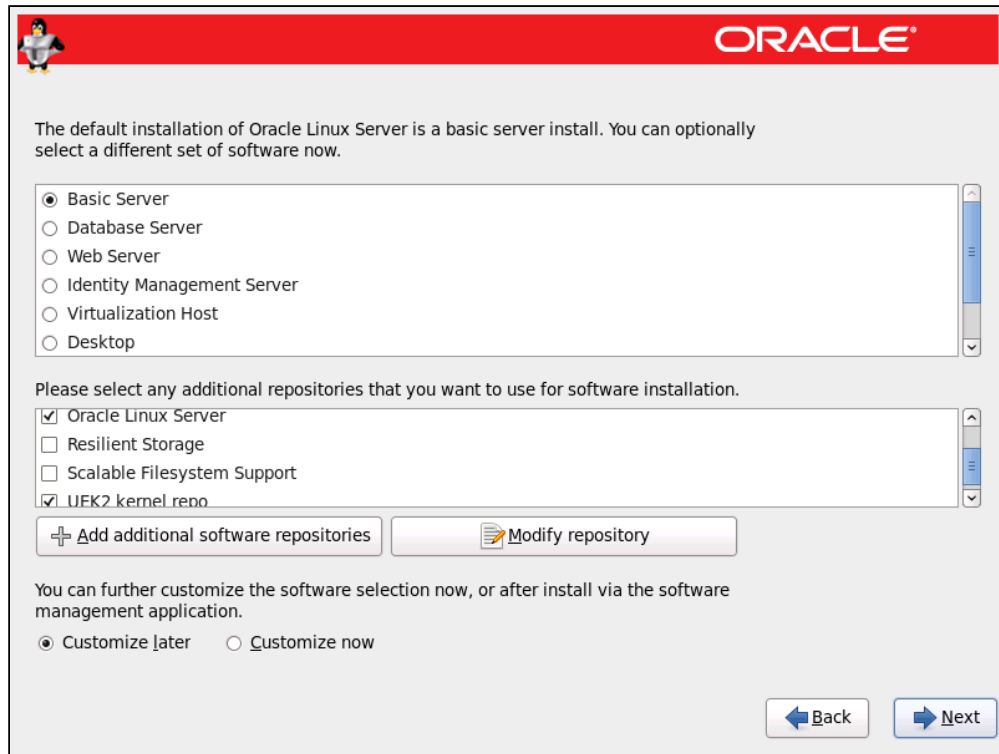 ORACLE®
The default installation of Oracle Linux Server is a basic server install. You can optionally
select a different set of software now.
Basic Server
Database Server
Web Server
Identity Management Server
Virtualization Host
Desktop
Please select any additional repositories that you want to use for software installation.
Oracle Linux Server
Resilient Storage
Scalable Filesystem Support
UEK2 kernel repo
Add additional software repositories
Modify repository
You can further customize the software selection now, or after install via the software
management application.
Customize later
Customize now
Back
Next